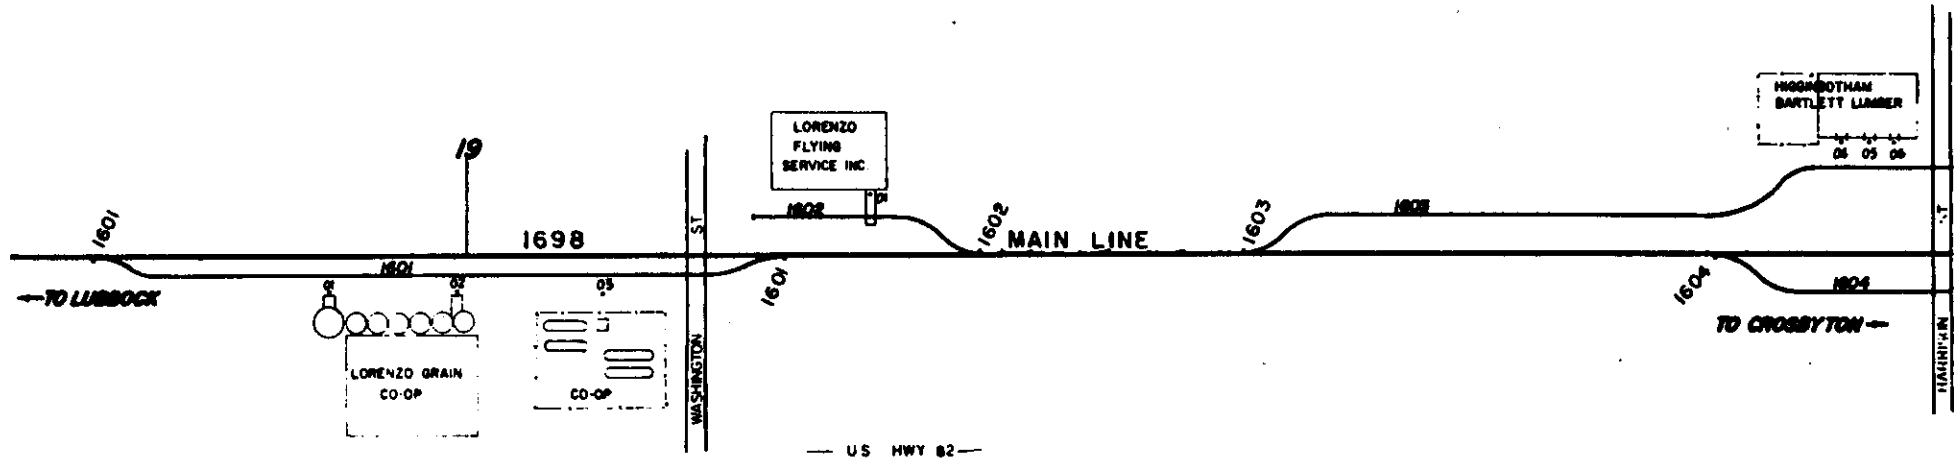 HIGGINBOTHAM
BARTLETT LUMBER
04 05 06
LORENZO
FLYING
SERVICE INC.
01
19
1601
1698
ST
1602
1602
MAIN LINE
1603
1603
ST
1601
1601
1604
1604
←TO LUBBOCK
01
02
03
TO CROSBYTON←
LORENZO GRAIN
CO-OP
CO-OP
WASHINGTON
HARRISON
— US HWY 82—